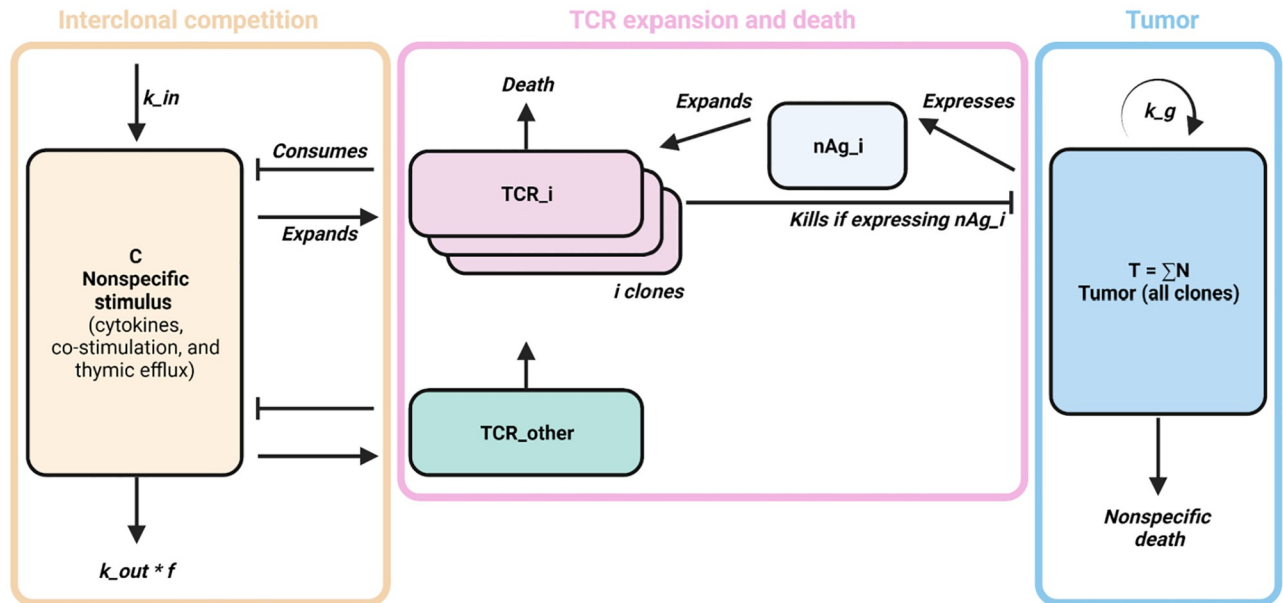 Interclonal competition
TCR expansion and death
Tumor
k_in
Death
Expands
Expresses
k_g
Consumes
nAg_i
TCR_i
Expands
Kills if expressing nAg_i
C
Nonspecific
stimulus
(cytokines,
co-stimulation, and
thymic efflux)
i clones
T = ∑N
Tumor (all clones)
TCR_other
Nonspecific
death
k_out * f